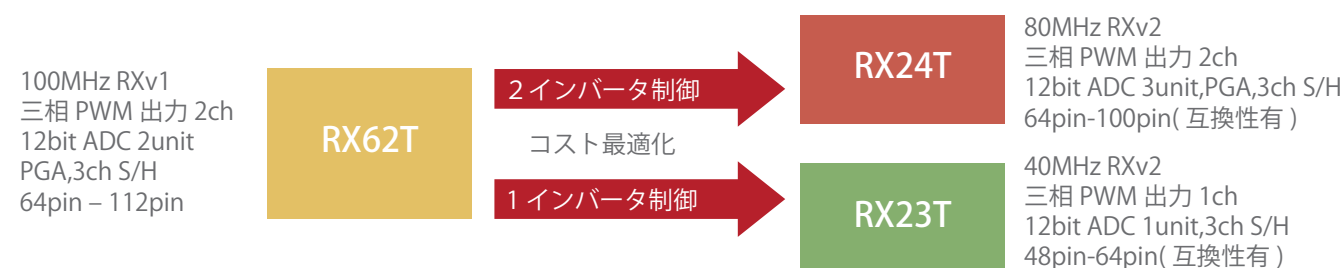 100MHz RXv1
三相 PWM 出力 2ch
12bit ADC 2unit
PGA,3ch S/H
64pin – 112pin
RX62T
2 インバータ制御
コスト最適化
1 インバータ制御
RX24T
80MHz RXv2
三相 PWM 出力 2ch
12bit ADC 3unit,PGA,3ch S/H
64pin-100pin( 互換性有 )
RX23T
40MHz RXv2
三相 PWM 出力 1ch
12bit ADC 1unit,3ch S/H
48pin-64pin( 互換性有 )